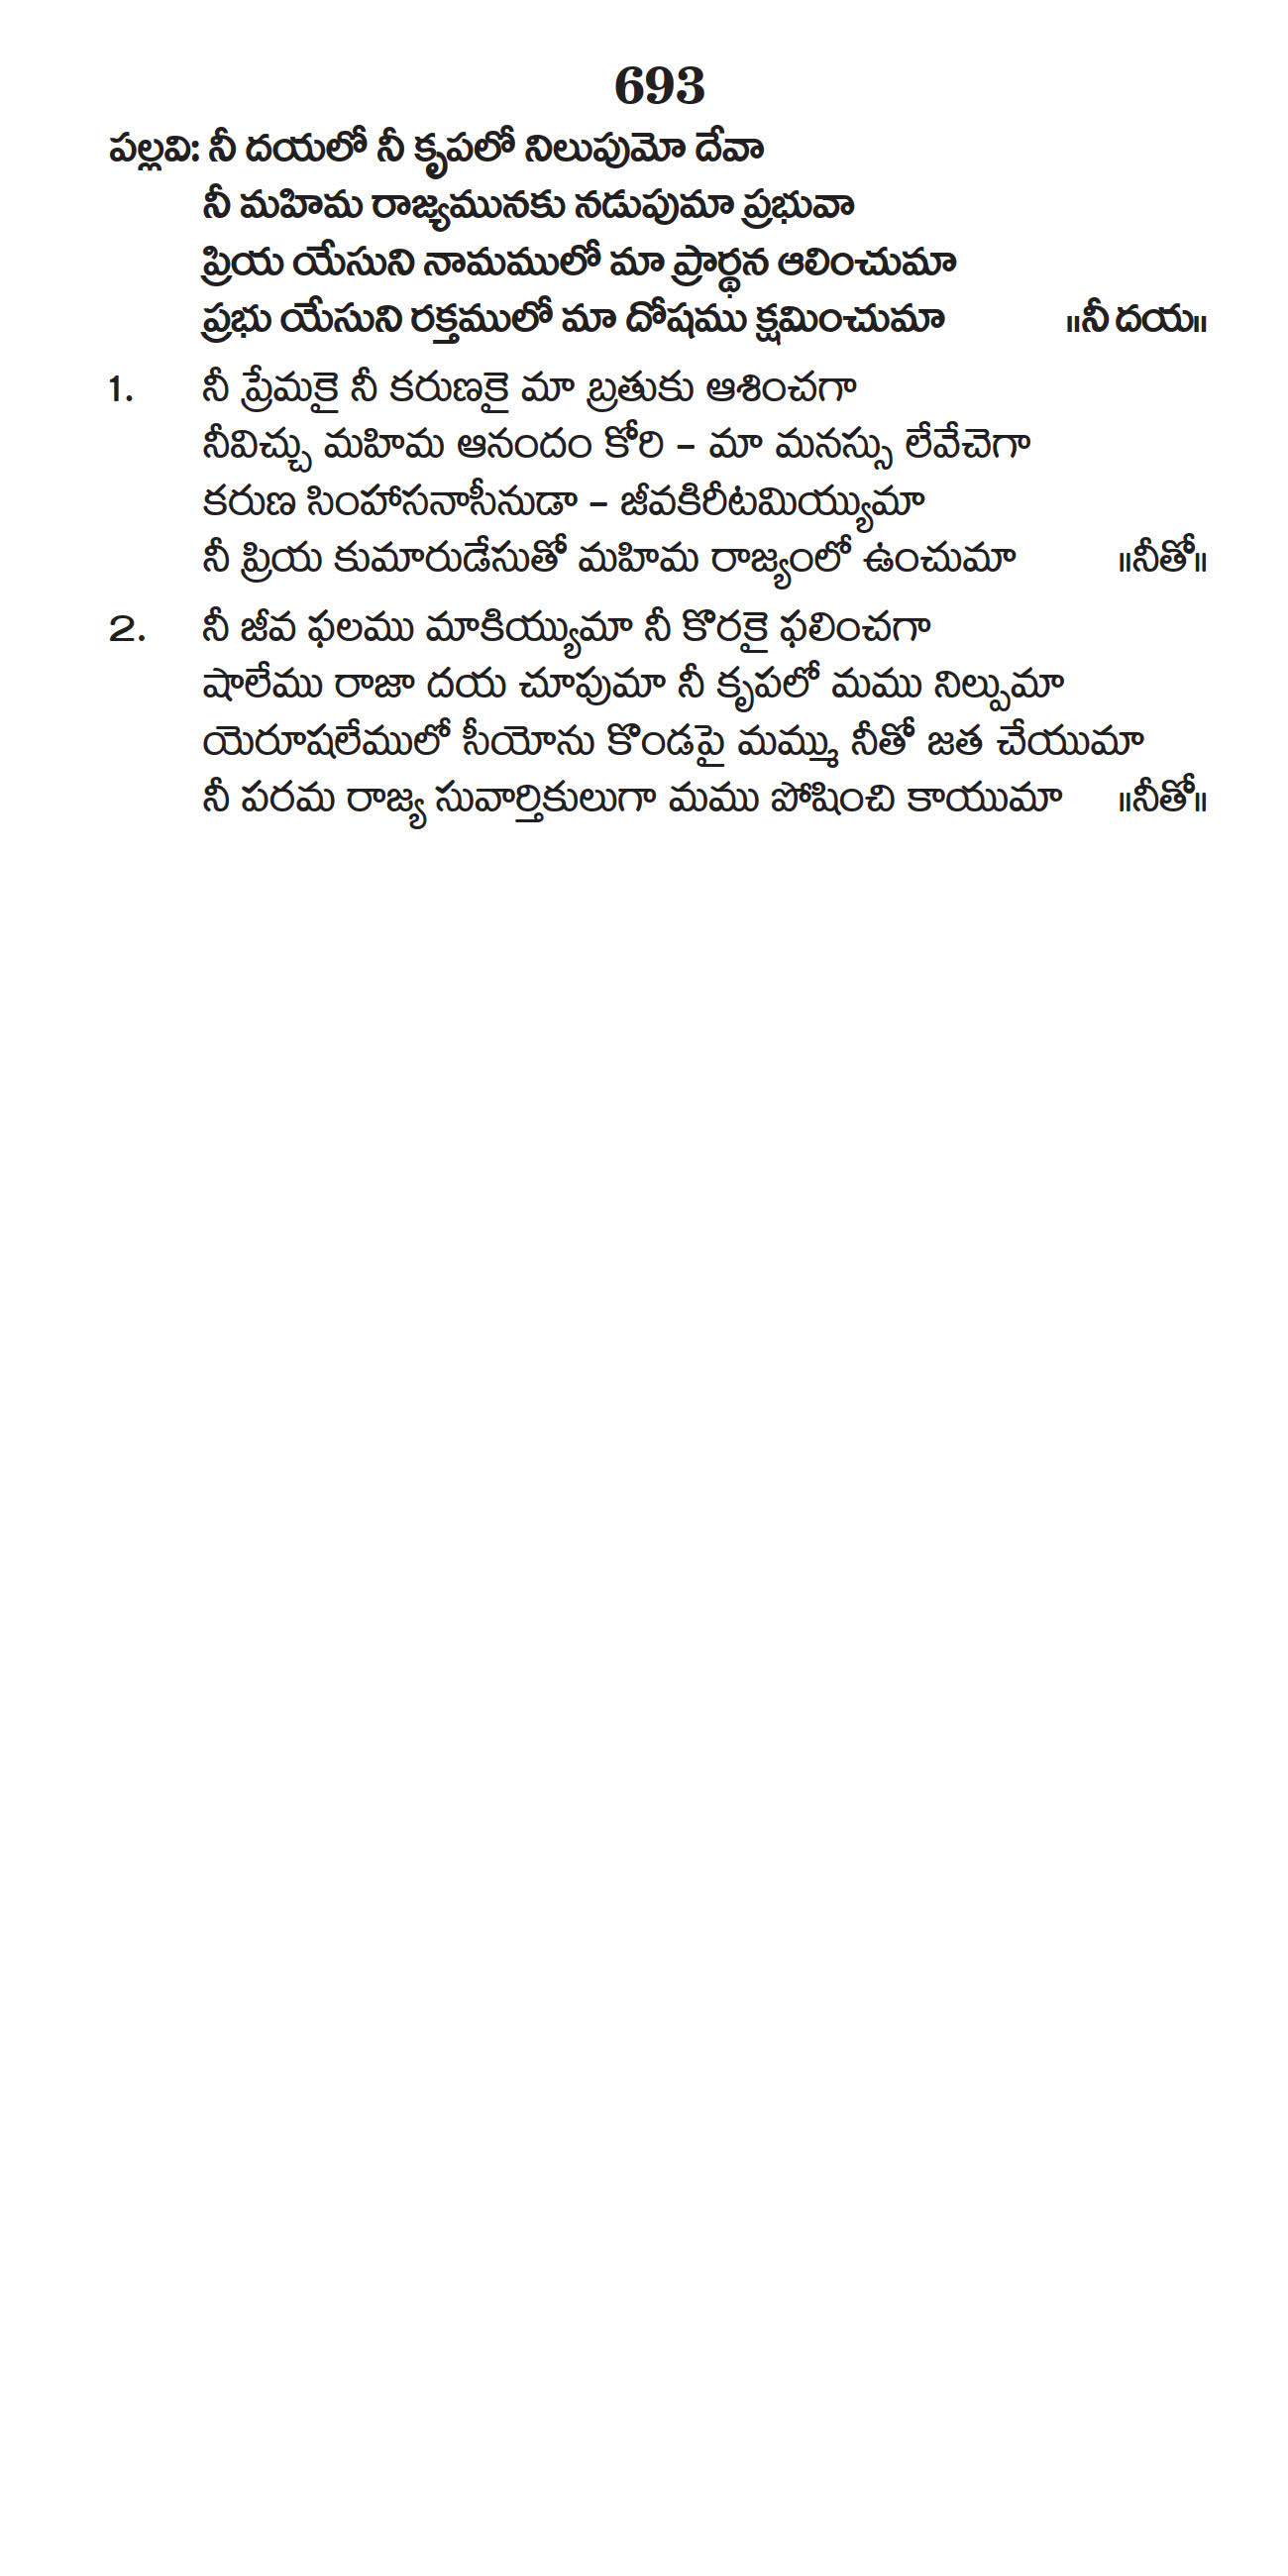 693
పల్లవి: నీ దయలో నీ కృపలో నిలుపుమో దేవా
నీ మహిమ రాజ్యమునకు నడుపుమా ప్రభువా
ప్రియ యేసుని నామములో మా ప్రార్థన ఆలించుమా
ప్రభు యేసుని రక్తములో మా దోషము క్షమించుమా ॥నీ దయ॥
1. నీ ప్రేమకై నీ కరుణకై మా బ్రతుకు ఆశించగా
నీవిచ్చు మహిమ ఆనందం కోరి – మా మనస్సు లేవేచెగా
కరుణ సింహాసనాసీనుడా – జీవకిరీటమియ్యుమా
నీ ప్రియ కుమారుడేసుతో మహిమ రాజ్యంలో ఉంచుమా ॥నీతో॥
2. నీ జీవ ఫలము మాకియ్యుమా నీ కొరకై ఫలించగా
షాలేము రాజా దయ చూపుమా నీ కృపలో మము నిల్పుమా
యెరూషలేములో సీయోను కొండపై మమ్ము నీతో జత చేయుమా
నీ పరమ రాజ్య సువార్తికులుగా మము పోషించి కాయుమా ॥నీతో॥